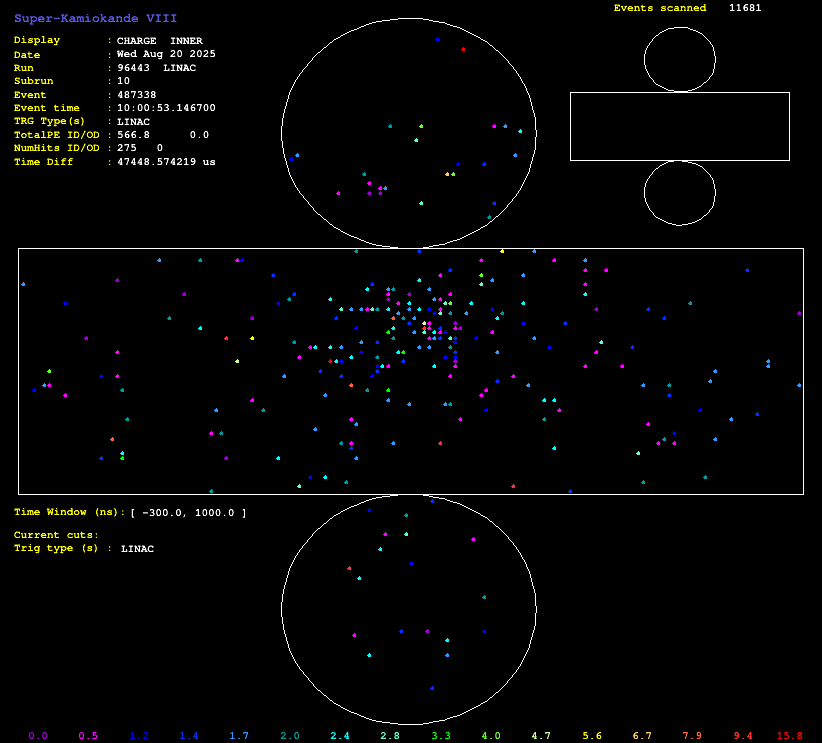 Super-Kamiokande VIII
Events scanned 11681
Display : CHARGE INNER
Date : Wed Aug 20 2025
Run : 96443 LINAC
Subrun : 10
Event : 487338
Event time : 10:00:53.146700
TRG Type(s) : LINAC
TotalPE ID/OD : 566.8 0.0
NumHits ID/OD : 275 0
Time Diff : 47448.574219 us
Time Window (ns): [ -300.0, 1000.0 ]
Current cuts:
Trig type (s) : LINAC
0.0 0.5 1.2 1.4 1.7 2.0 2.4 2.8 3.3 4.0 4.7 5.6 6.7 7.9 9.4 15.8